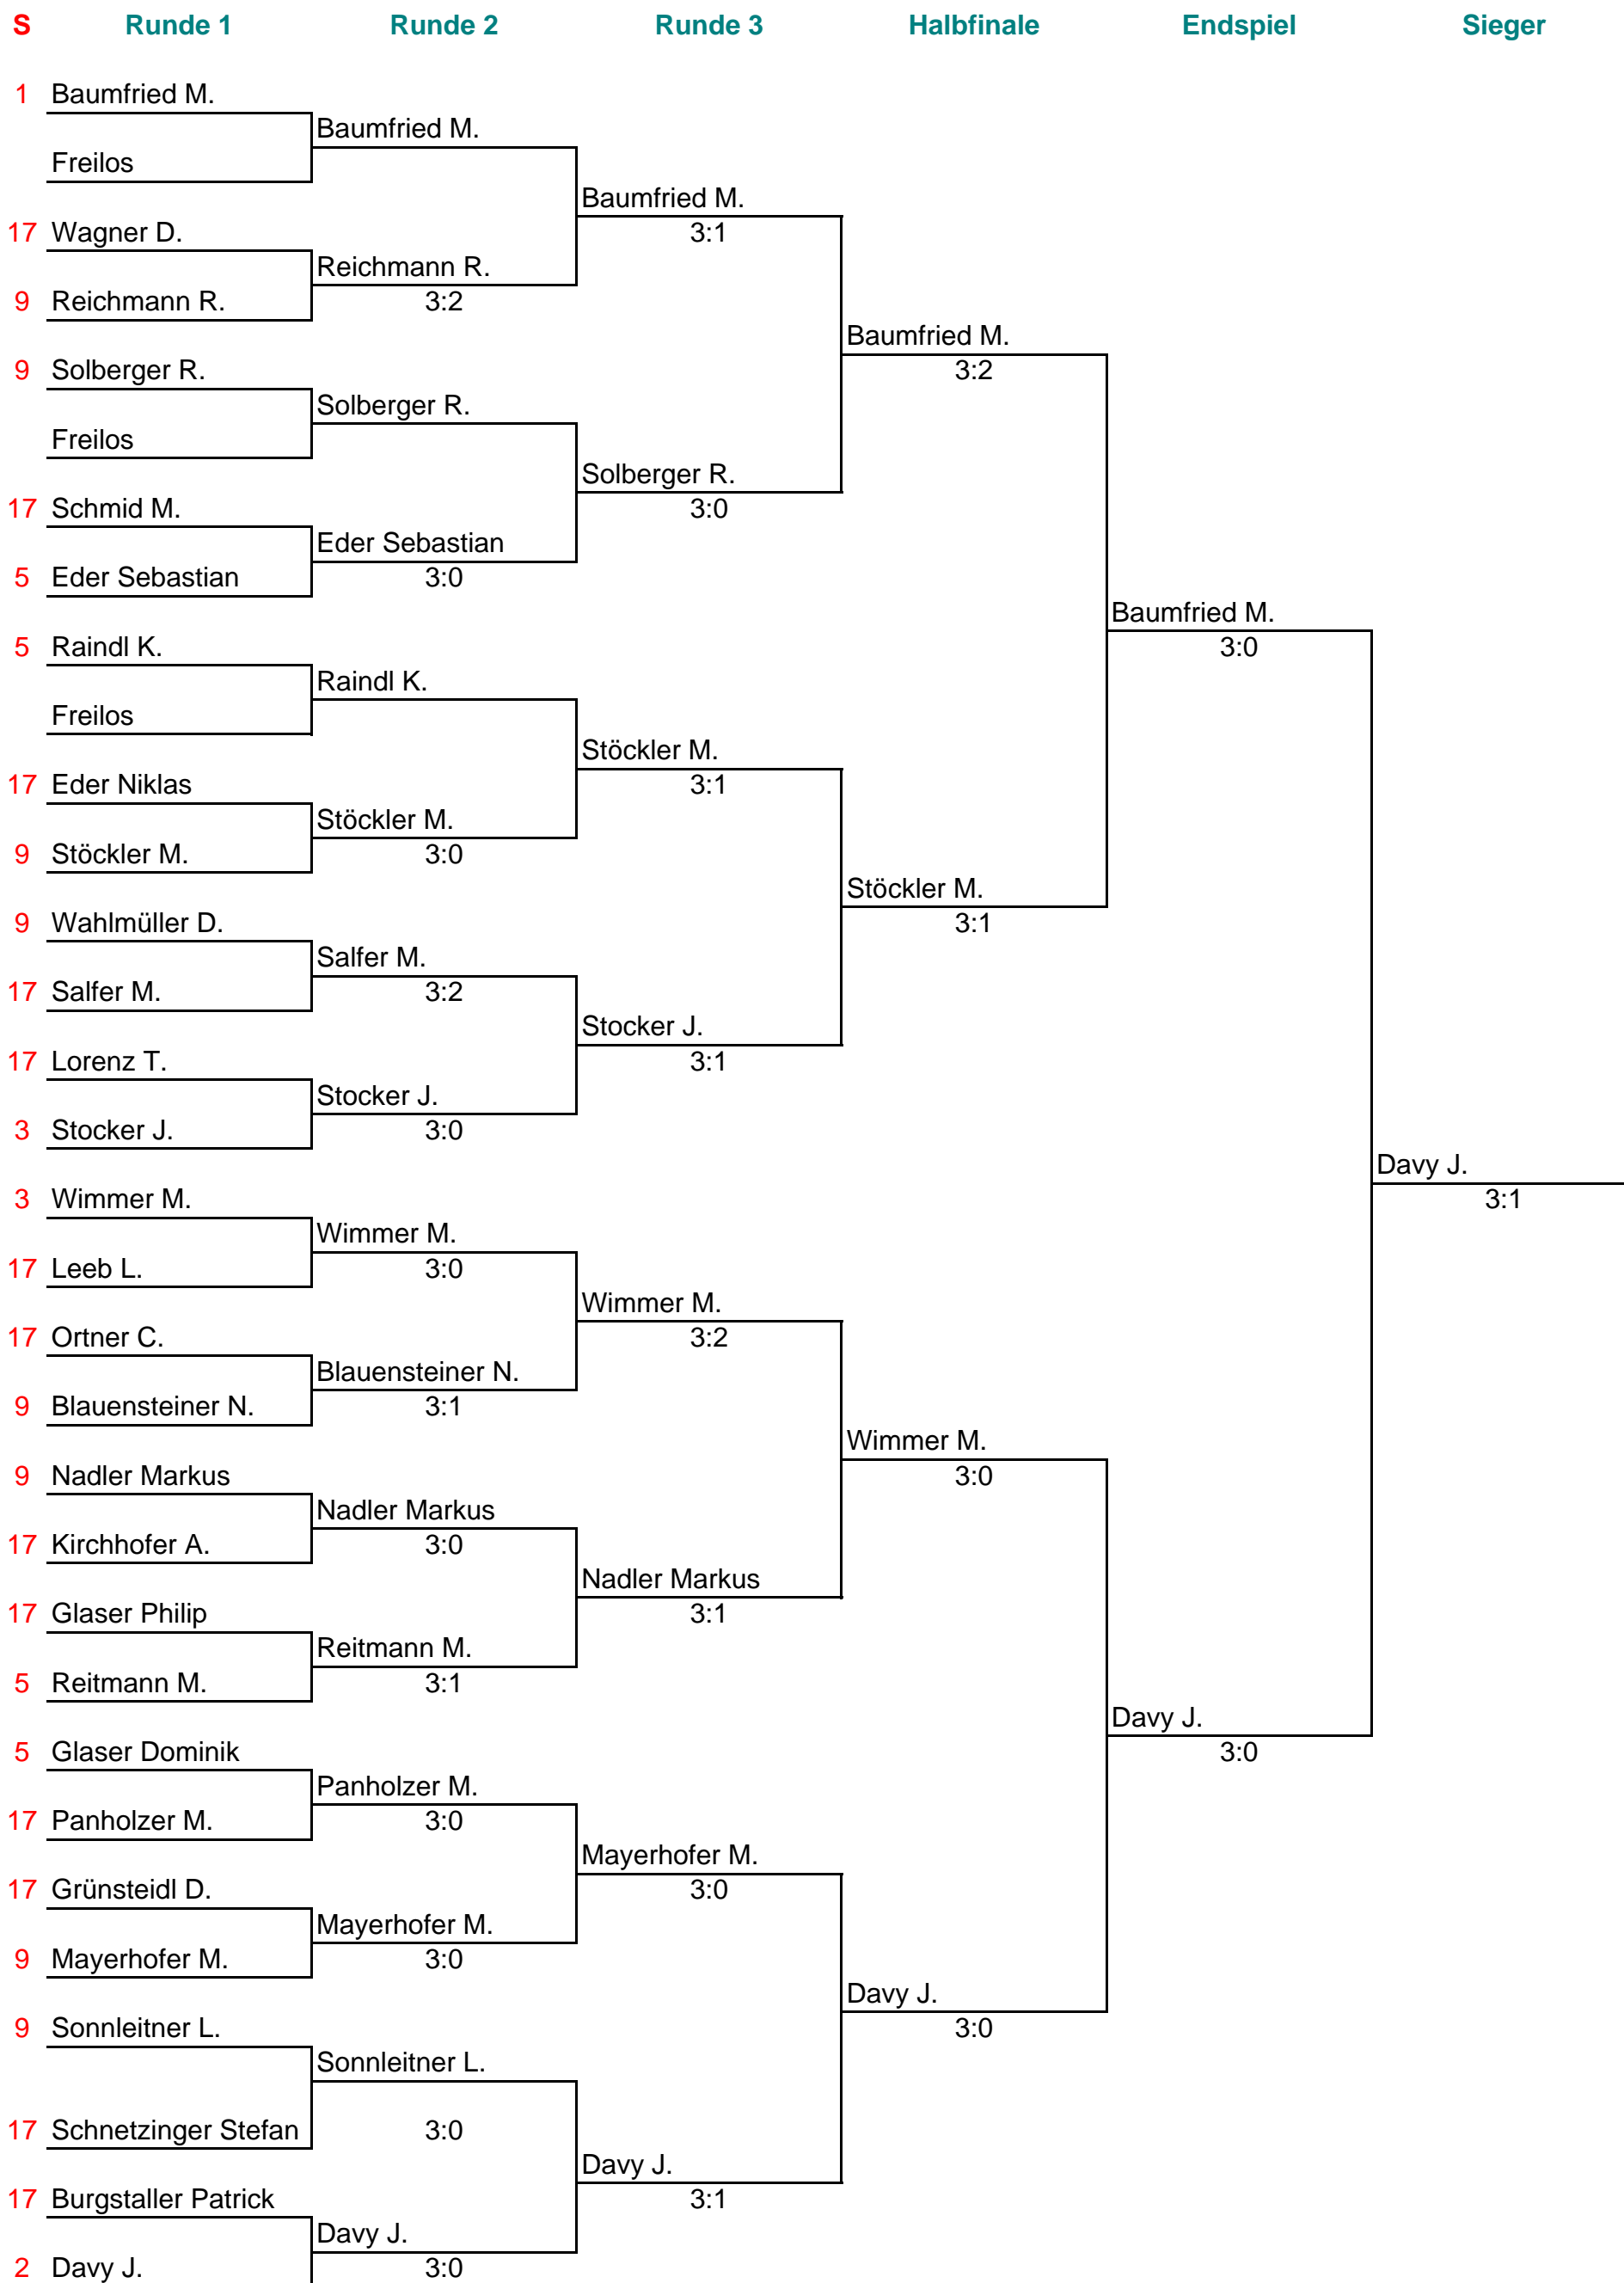 S Runde 1 Runde 2 Runde 3 Halbfinale Endspiel Sieger
1 Baumfried M.
Baumfried M.
Freilos
Baumfried M.
17 Wagner D. 3:1
Reichmann R.
9 Reichmann R. 3:2
Baumfried M.
9 Solberger R. 3:2
Solberger R.
Freilos
Solberger R.
17 Schmid M. 3:0
Eder Sebastian
5 Eder Sebastian 3:0
Baumfried M.
5 Raindl K. 3:0
Raindl K.
Freilos
Stöckler M.
17 Eder Niklas 3:1
Stöckler M.
9 Stöckler M. 3:0
Stöckler M.
9 Wahlmüller D. 3:1
Salfer M.
17 Salfer M. 3:2
Stocker J.
17 Lorenz T. 3:1
Stocker J.
3 Stocker J. 3:0
Davy J.
3 Wimmer M. 3:1
Wimmer M.
17 Leeb L. 3:0
Wimmer M.
17 Ortner C. 3:2
Blauensteiner N.
9 Blauensteiner N. 3:1
Wimmer M.
9 Nadler Markus 3:0
Nadler Markus
17 Kirchhofer A. 3:0
Nadler Markus
17 Glaser Philip 3:1
Reitmann M.
5 Reitmann M. 3:1
Davy J.
5 Glaser Dominik 3:0
Panholzer M.
17 Panholzer M. 3:0
Mayerhofer M.
17 Grünsteidl D. 3:0
Mayerhofer M.
9 Mayerhofer M. 3:0
Davy J.
9 Sonnleitner L. 3:0
Sonnleitner L.
17 Schnetzinger Stefan 3:0
Davy J.
17 Burgstaller Patrick 3:1
Davy J.
2 Davy J. 3:0